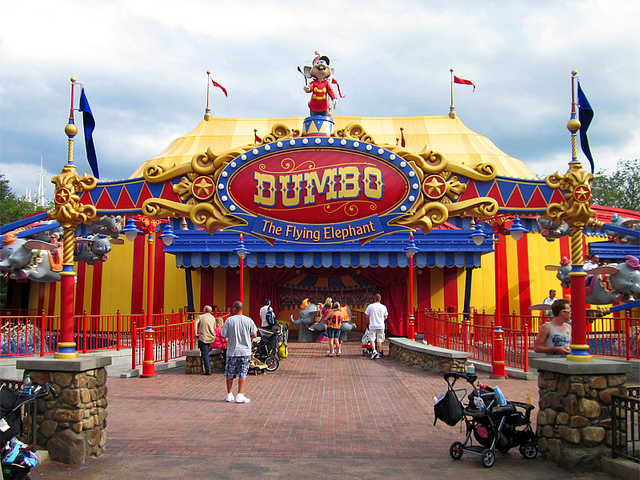 DUMBO
The Flying Elephant